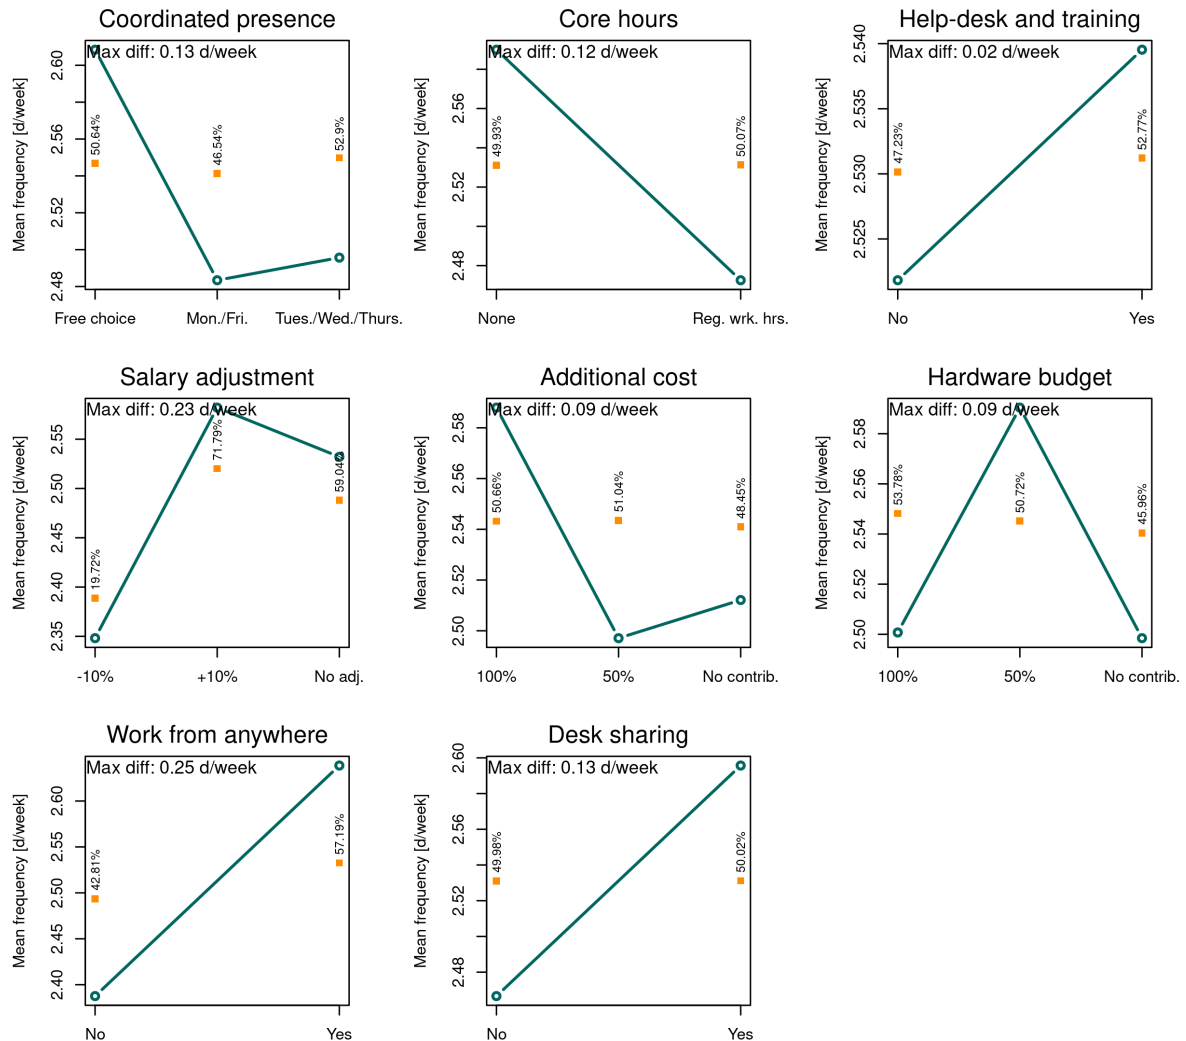 Coordinated presence
Max diff: 0.13 d/week
Mean frequency [d/week]
2.60
2.56
2.52
2.48
50.64%
46.54%
52.9%
Free choice
Mon./Fri.
Tues./Wed./Thurs.
Core hours
Max diff: 0.12 d/week
Mean frequency [d/week]
2.56
2.52
2.48
49.93%
50.07%
None
Reg. wrk. hrs.
Help-desk and training
Max diff: 0.02 d/week
Mean frequency [d/week]
2.540
2.535
2.530
2.525
47.23%
52.77%
No
Yes
Salary adjustment
Max diff: 0.23 d/week
Mean frequency [d/week]
2.55
2.50
2.45
2.40
2.35
19.72%
71.79%
-10%
+10%
No adj.
Additional cost
Max diff: 0.09 d/week
Mean frequency [d/week]
2.58
2.56
2.54
2.52
2.50
50.66%
51.04%
48.45%
100%
50%
No contrib.
Hardware budget
Max diff: 0.09 d/week
Mean frequency [d/week]
2.58
2.56
2.54
2.52
2.50
53.78%
50.72%
45.96%
100%
50%
No contrib.
Work from anywhere
Max diff: 0.25 d/week
Mean frequency [d/week]
2.60
2.55
2.50
2.45
2.40
42.81%
57.19%
No
Yes
Desk sharing
Max diff: 0.13 d/week
Mean frequency [d/week]
2.60
2.56
2.52
2.48
49.98%
50.02%
No
Yes